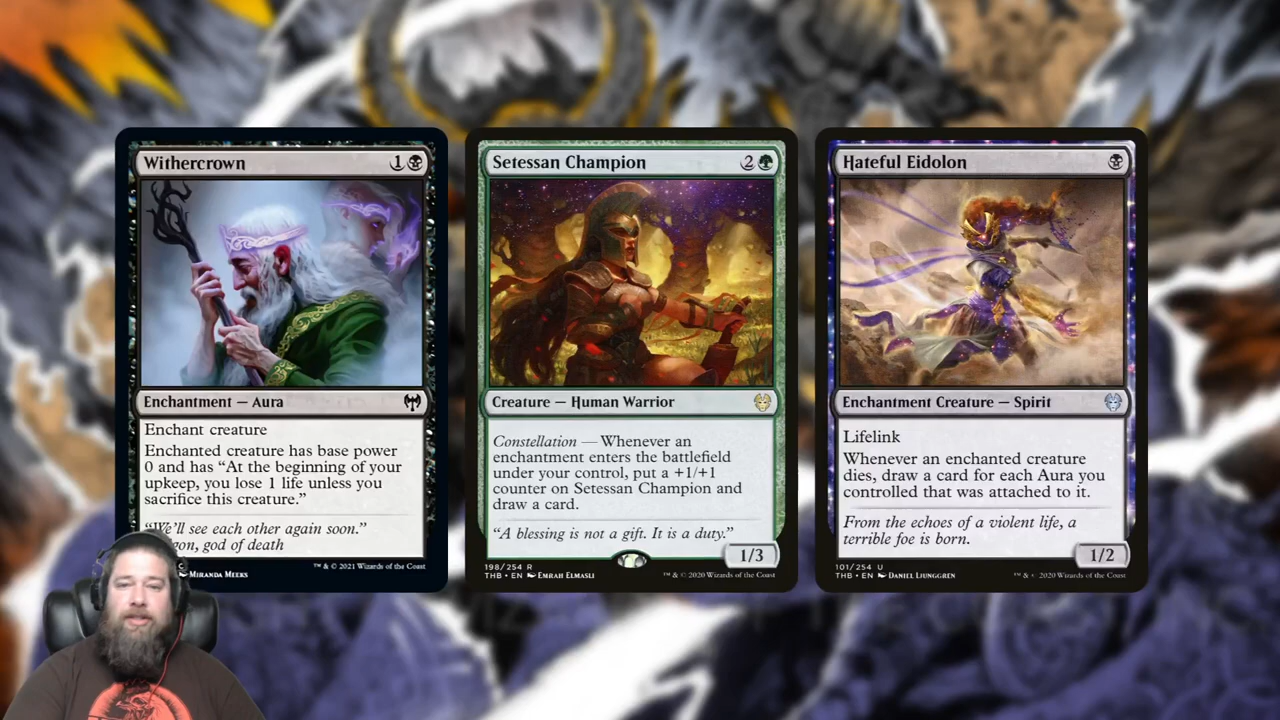 Withercrown 1
Enchantment — Aura
Enchant creature
Enchanted creature has base power
0 and has “At the beginning of your
upkeep, you lose 1 life unless you
sacrifice this creature.”
“We’ll see each other again soon.”
god of death
Miranda Meeks
™ & © 2021 Wizards of the Coast
Setessan Champion 2
Creature — Human Warrior
Constellation — Whenever an
enchantment enters the battlefield
under your control, put a +1/+1
counter on Setessan Champion and
draw a card.
“A blessing is not a gift. It is a duty.”
1/3
198/254 R
THB • EN Emrah Elmasli
™ & © 2020 Wizards of the Coast
Hateful Eidolon
Enchantment Creature — Spirit
Lifelink
Whenever an enchanted creature
dies, draw a card for each Aura you
controlled that was attached to it.
From the echoes of a violent life, a
terrible foe is born.
1/2
101/254 U
THB • EN Daniel Ljunggren
™ & © 2020 Wizards of the Coast